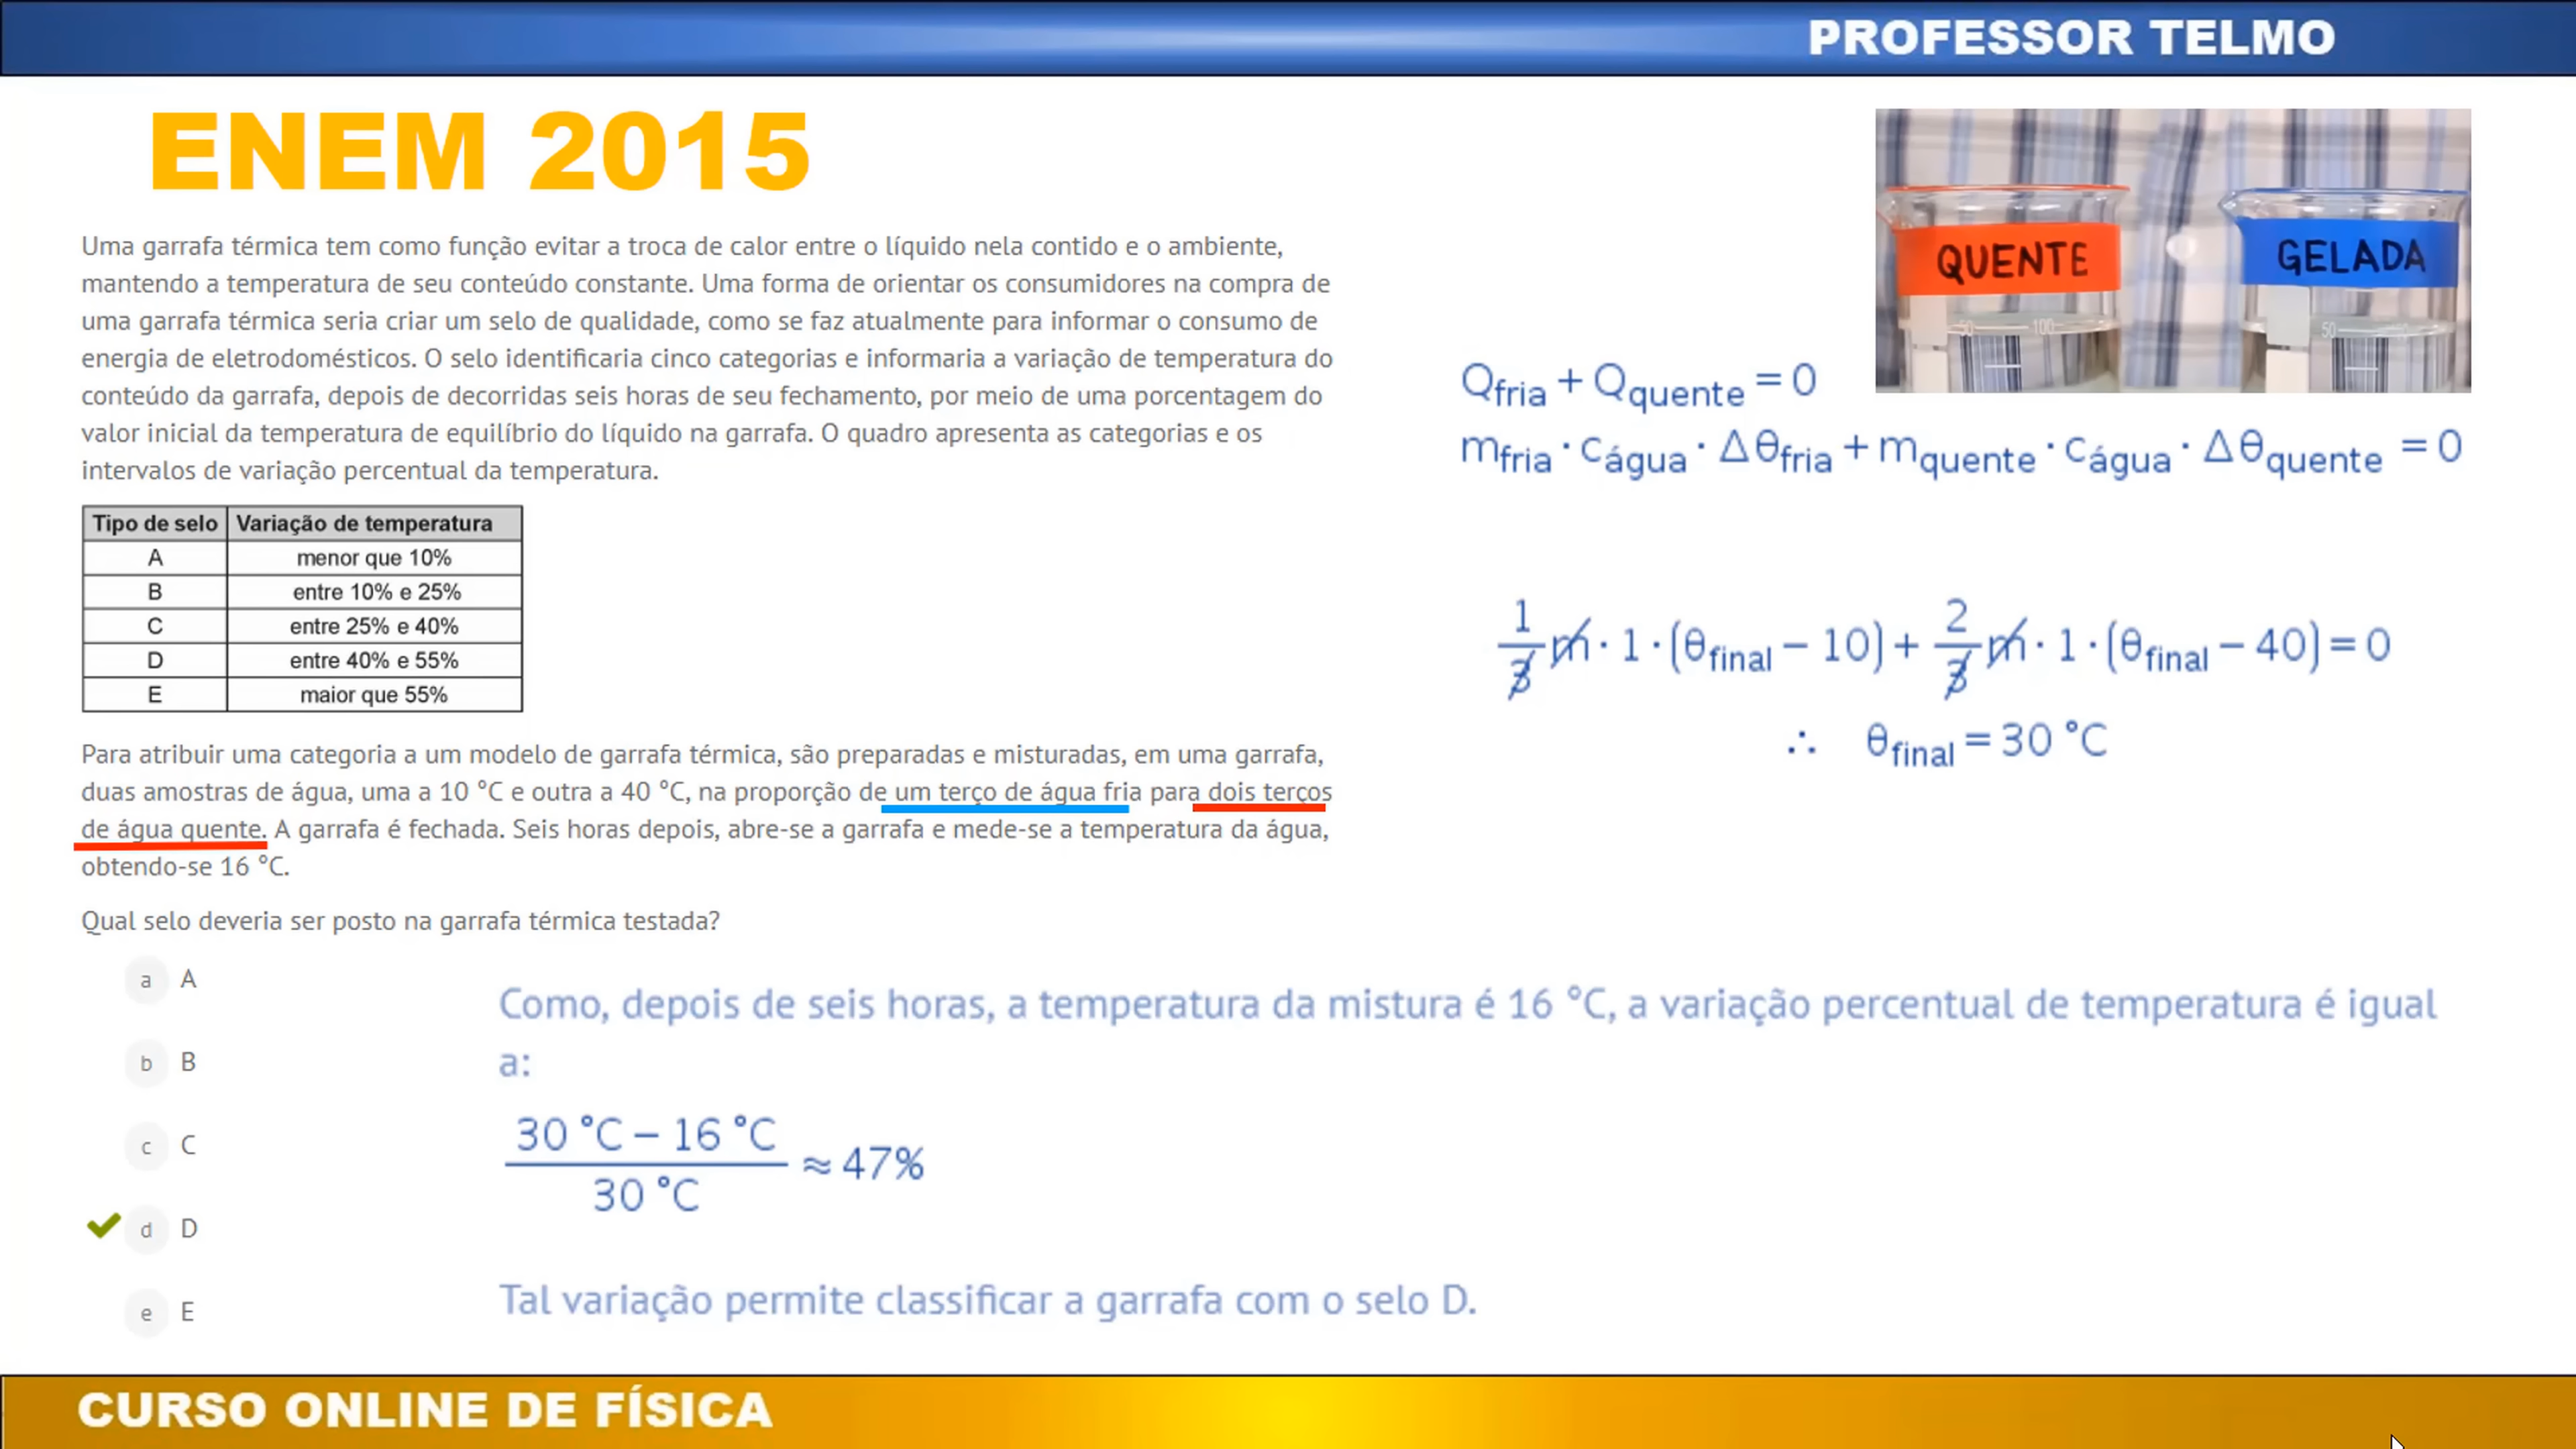 PROFESSOR TELMO
ENEM 2015
Uma garrafa térmica tem como função evitar a troca de calor entre o líquido nela contido e o ambiente,
mantendo a temperatura de seu conteúdo constante. Uma forma de orientar os consumidores na compra de
uma garrafa térmica seria criar um selo de qualidade, como se faz atualmente para informar o consumo de
energia de eletrodomésticos. O selo identificaria cinco categorias e informaria a variação de temperatura do
conteúdo da garrafa, depois de decorridas seis horas de seu fechamento, por meio de uma porcentagem do
valor inicial da temperatura de equilíbrio do líquido na garrafa. O quadro apresenta as categorias e os
intervalos de variação percentual da temperatura.
Tipo de selo Variação de temperatura
A menor que 10%
B entre 10% e 25%
C entre 25% e 40%
D entre 40% e 55%
E maior que 55%
Para atribuir uma categoria a um modelo de garrafa térmica, são preparadas e misturadas, em uma garrafa,
duas amostras de água, uma a 10 °C e outra a 40 °C, na proporção de um terço de água fria para dois terços
de água quente. A garrafa é fechada. Seis horas depois, abre-se a garrafa e mede-se a temperatura da água,
obtendo-se 16 °C.
Qual selo deveria ser posto na garrafa térmica testada?
a A
b B
c C
d D
e E
QUENTE
GELADA
50 100
50
Qfria + Qquente = 0
mfria · cágua · Δθfria + mquente · cágua · Δθquente = 0
1/3 m · 1 · (θfinal − 10) + 2/3 m · 1 · (θfinal − 40) = 0
∴ θfinal = 30 °C
Como, depois de seis horas, a temperatura da mistura é 16 °C, a variação percentual de temperatura é igual
a:
30 °C − 16 °C
≈ 47%
30 °C
Tal variação permite classificar a garrafa com o selo D.
CURSO ONLINE DE FÍSICA